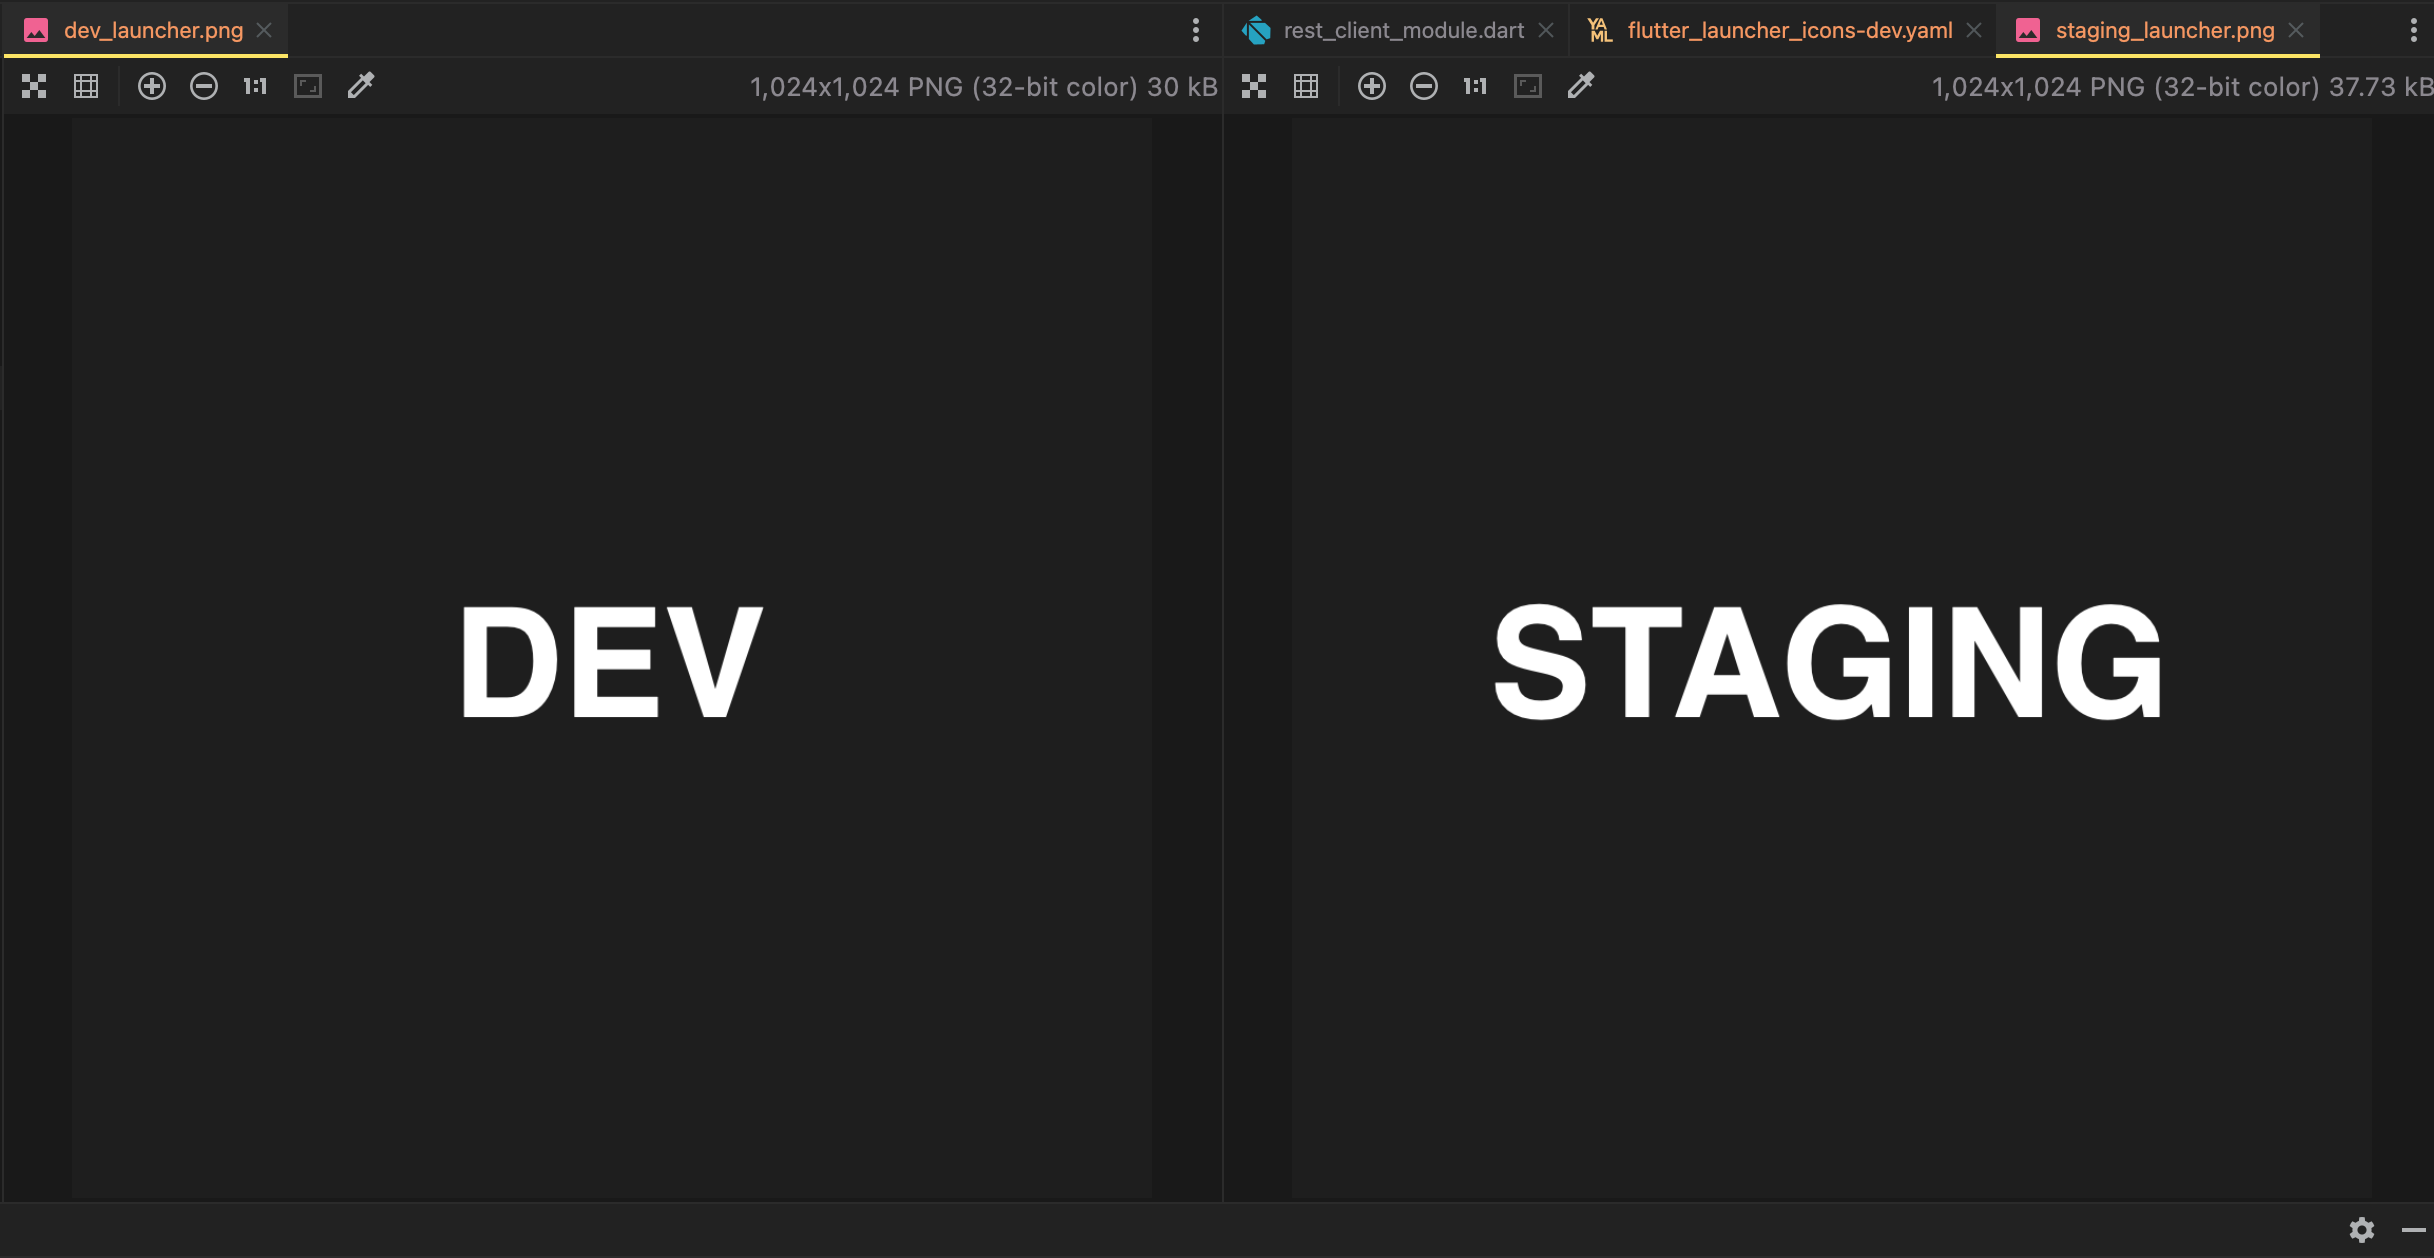 dev_launcher.png
1:1
1,024x1,024 PNG (32-bit color) 30 kB
DEV
rest_client_module.dart
YAML
flutter_launcher_icons-dev.yaml
staging_launcher.png
1:1
1,024x1,024 PNG (32-bit color) 37.73 kB
STAGING